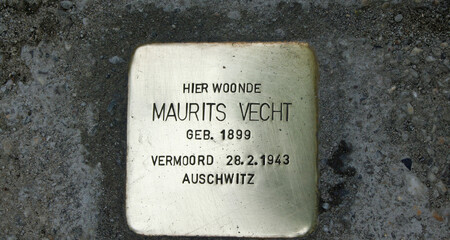 HIER WOONDE
MAURITS VECHT
GEB. 1899
VERMOORD 28.2.1943
AUSCHWITZ